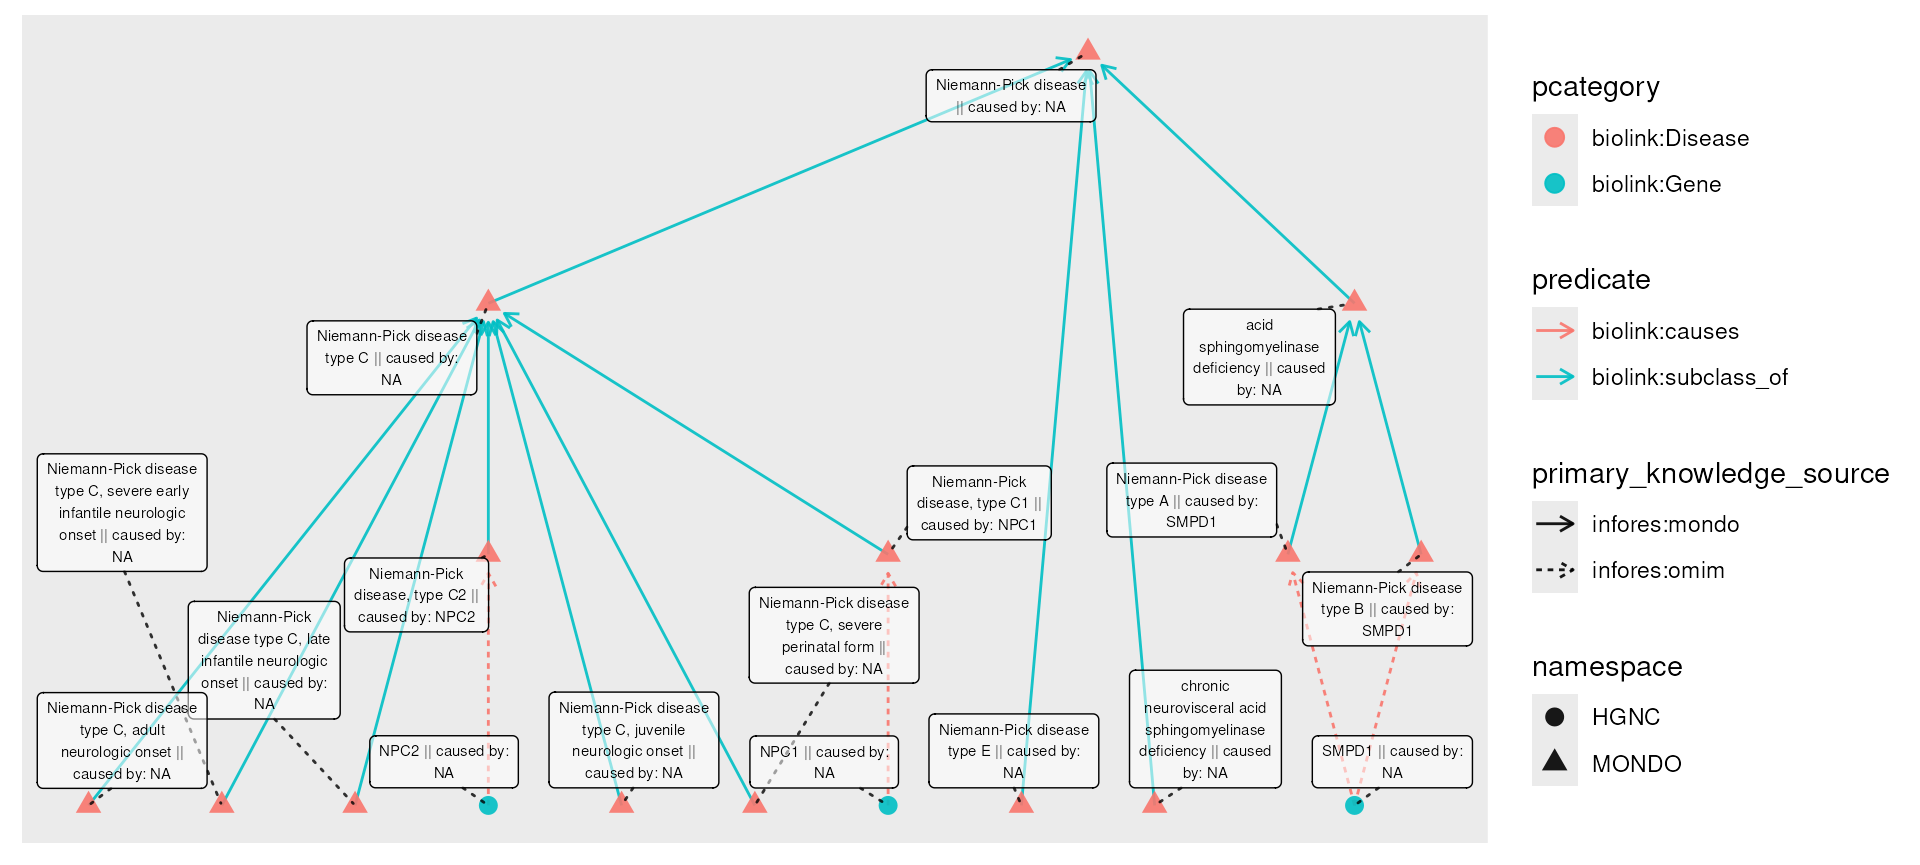 Niemann-Pick disease
|| caused by: NA
Niemann-Pick disease
type C || caused by:
NA
acid
sphingomyelinase
deficiency || caused
by: NA
Niemann-Pick disease
type C, severe early
infantile neurologic
onset || caused by:
NA
Niemann-Pick
disease, type C1 ||
caused by: NPC1
Niemann-Pick disease
type A || caused by:
SMPD1
Niemann-Pick
disease, type C2 ||
caused by: NPC2
Niemann-Pick disease
type B || caused by:
SMPD1
Niemann-Pick
disease type C, late
infantile neurologic
onset || caused by:
NA
Niemann-Pick disease
type C, severe
perinatal form ||
caused by: NA
Niemann-Pick disease
type C, adult
neurologic onset ||
caused by: NA
NPC2 || caused by:
NA
Niemann-Pick disease
type C, juvenile
neurologic onset ||
caused by: NA
NPC1 || caused by:
NA
Niemann-Pick disease
type E || caused by:
NA
chronic
neurovisceral acid
sphingomyelinase
deficiency || caused
by: NA
SMPD1 || caused by:
NA
pcategory
biolink:Disease
biolink:Gene
predicate
biolink:causes
biolink:subclass_of
primary_knowledge_source
infores:mondo
infores:omim
namespace
HGNC
MONDO